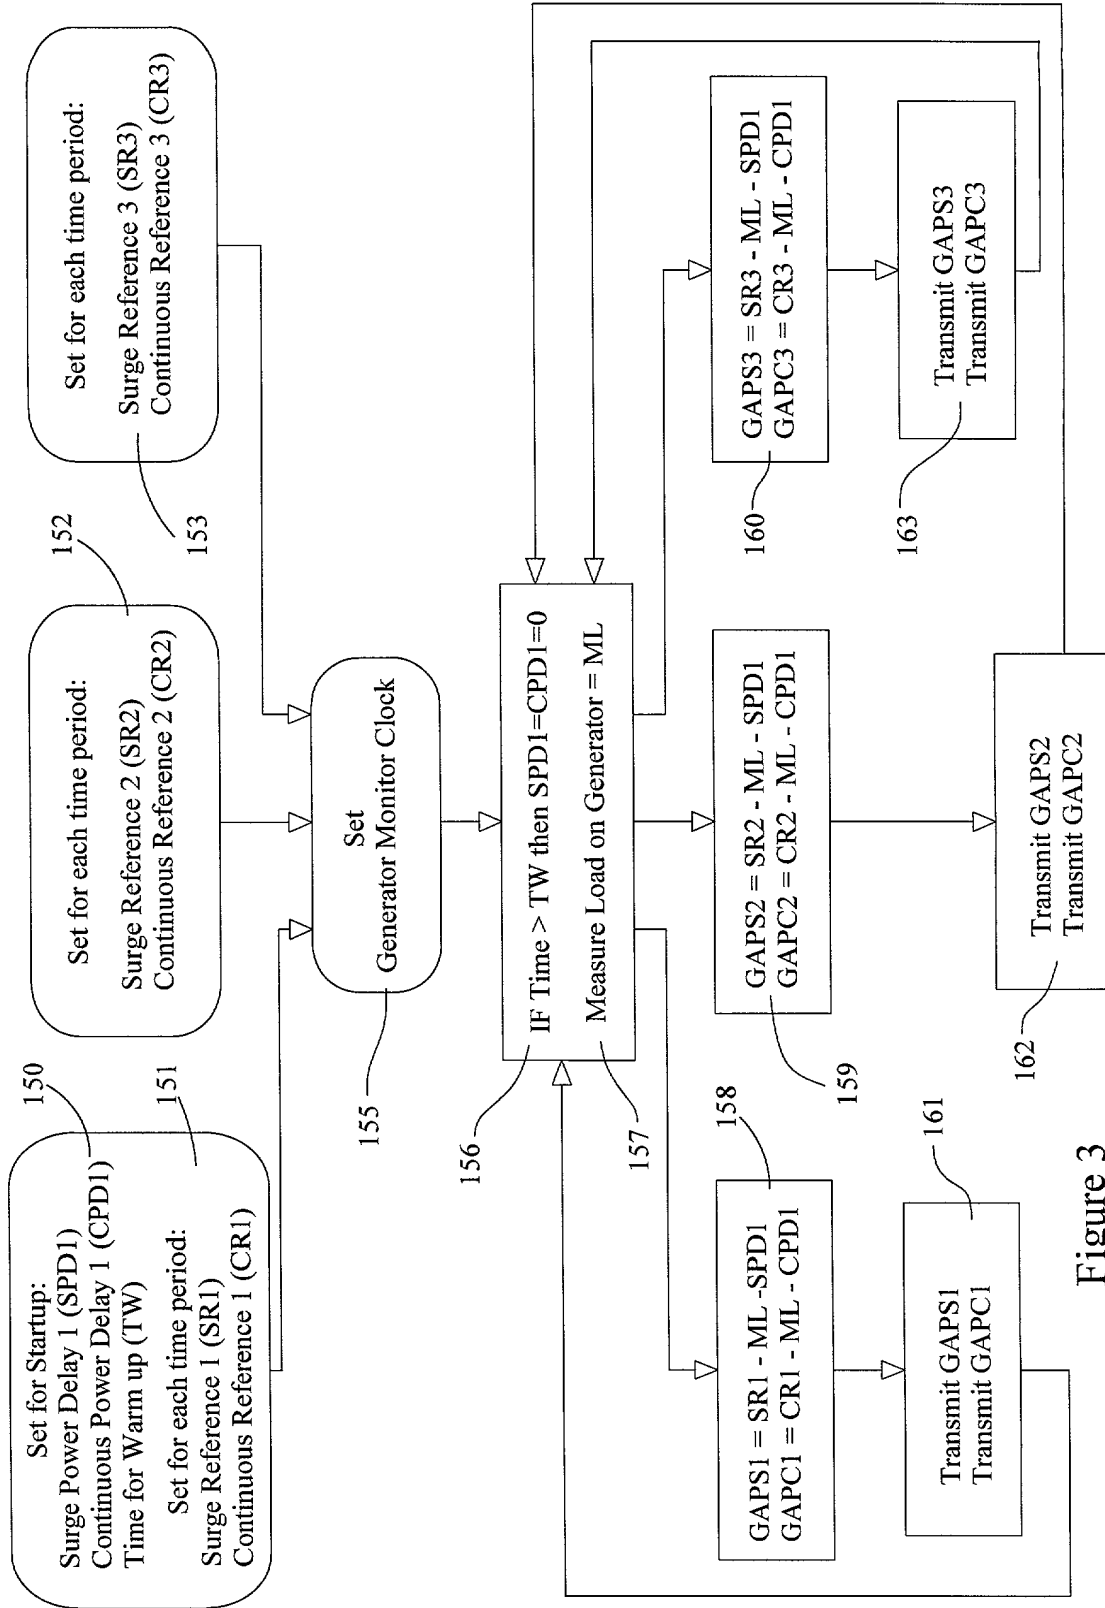 Set for Startup:
Surge Power Delay 1 (SPD1)
Continuous Power Delay 1 (CPD1)
Time for Warm up (TW)
150
Set for each time period:
Surge Reference 1 (SR1)
Continuous Reference 1 (CR1)
151
Set for each time period:
Surge Reference 2 (SR2)
Continuous Reference 2 (CR2)
152
Set for each time period:
Surge Reference 3 (SR3)
Continuous Reference 3 (CR3)
153
Set
Generator Monitor Clock
155
156
IF Time > TW then SPD1=CPD1=0
157
Measure Load on Generator = ML
GAPS1 = SR1 - ML -SPD1
GAPC1 = CR1 - ML - CPD1
158
GAPS2 = SR2 - ML - SPD1
GAPC2 = CR2 - ML - CPD1
159
GAPS3 = SR3 - ML - SPD1
GAPC3 = CR3 - ML - CPD1
160
Transmit GAPS1
Transmit GAPC1
161
Transmit GAPS2
Transmit GAPC2
162
Transmit GAPS3
Transmit GAPC3
163
Figure 3